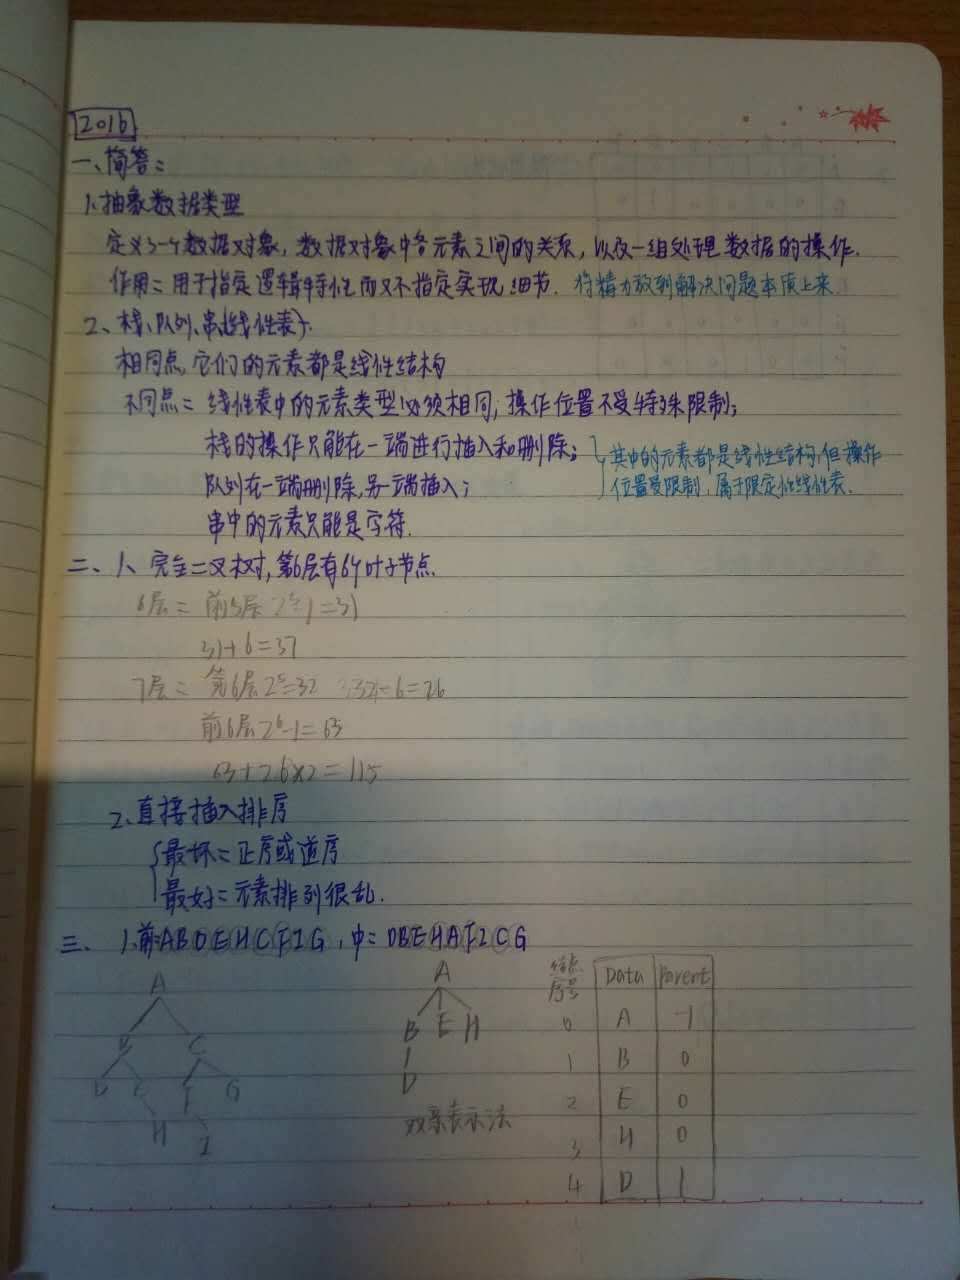 2016
一、简答:
1.抽象数据类型
定义了一个数据对象,数据对象中各元素之间的关系,以及一组处理数据的操作.
作用:用于指定逻辑特性而又不指定实现细节. 将精力放到解决问题本质上来.
2、栈、队列、串(线性表).
相同点:它们的元素都是线性结构
不同点:线性表中的元素类型必须相同,操作位置不受特殊限制;
栈的操作只能在一端进行插入和删除;
队列在一端删除,另一端插入;
其中的元素都是线性结构,但操作
位置受限制,属于限定性线性表.
串中的元素只能是字符.
二、1、完全二叉树,第6层有6个叶子节点.
6层: 前5层2⁵-1=31
31+6=37
7层: 第6层2⁵=32 32-6=26
前6层2⁶-1=63
63+26×2=115
2、直接插入排序
最坏:正序或逆序
最好:元素排列很乱.
三、1.前:ABDEHCFIG,中:DBEHAFICG
A
B C
D E F G
H I
A
B E H
D
双亲表示法
结点序号 Data Parent
0 A -1
1 B 0
2 E 0
3 H 0
4 D 1